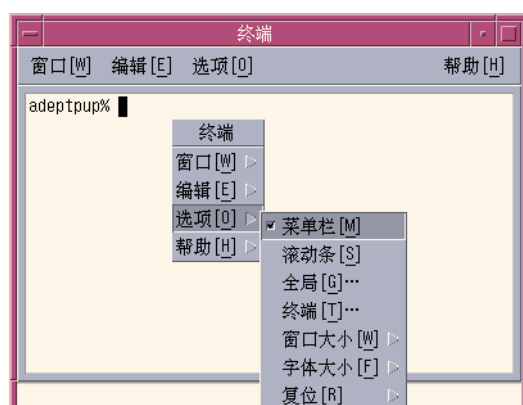 终端
窗口[W] 编辑[E] 选项[O] 帮助[H]
adeptpup%
终端
窗口[W]
编辑[E]
选项[O]
帮助[H]
菜单栏[M]
滚动条[S]
全局[G]…
终端[T]…
窗口大小[W]
字体大小[F]
复位[R]